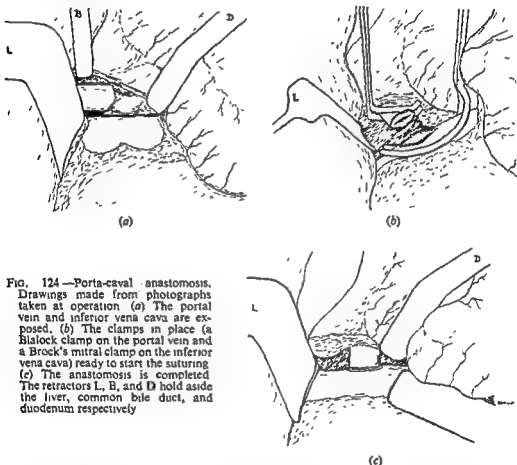 B
D
L
L
(a)
(b)
FIG. 124—Porta-caval anastomosis.
Drawings made from photographs
taken at operation (a) The portal
vein and inferior vena cava are ex-
posed. (b) The clamps in place (a
Blalock clamp on the portal vein and
a Brock's mitral clamp on the inferior
vena cava) ready to start the suturing
(c) The anastomosis is completed
The retractors L, B, and D hold aside
the liver, common bile duct, and
duodenum respectively
D
L
(c)